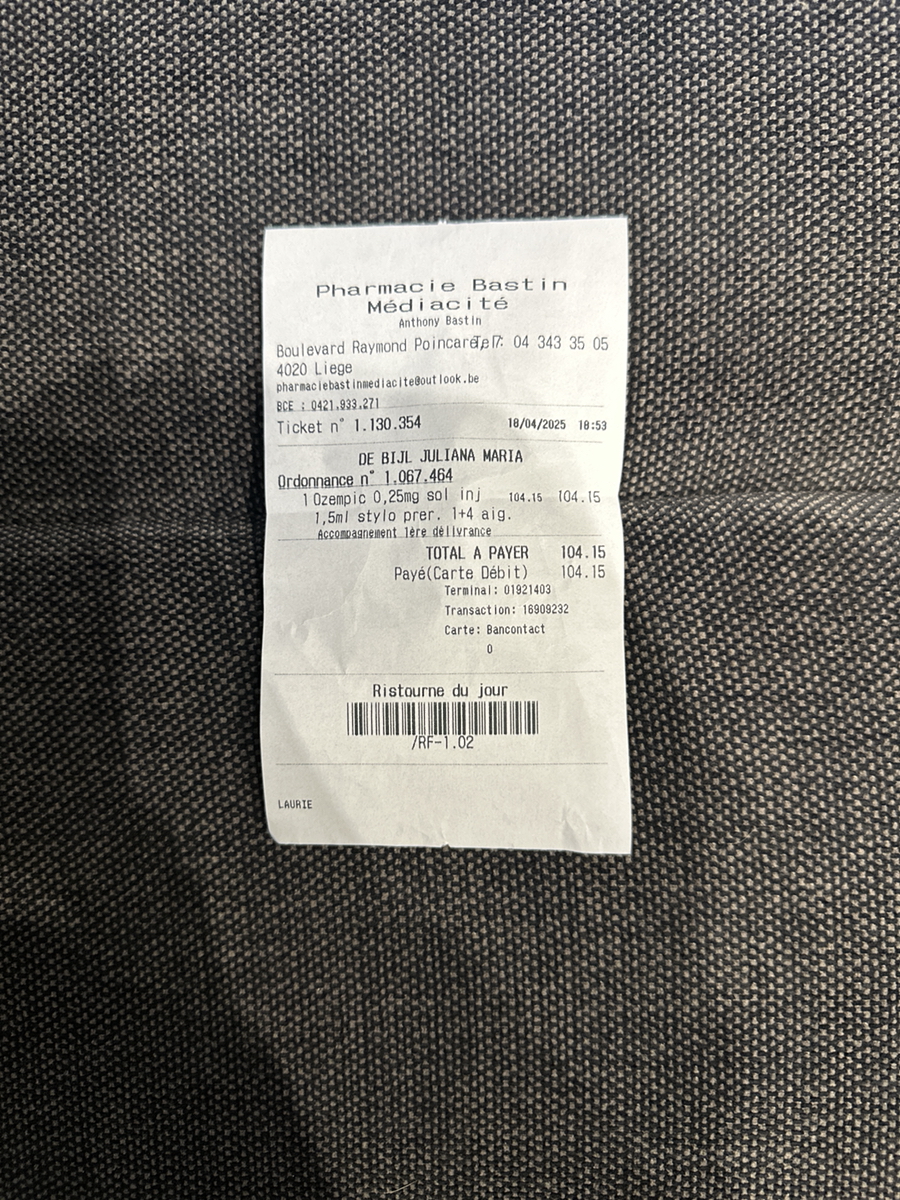 Pharmacie Bastin
Médiacité
Anthony Bastin
Boulevard Raymond Poincaré, 7 Tel: 04 343 35 05
4020 Liege
pharmaciebastinmediacite@outlook.be
BCE : 0421.933.271
Ticket n° 1.130.354 18/04/2025 18:53
DE BIJL JULIANA MARIA
Ordonnance n° 1.067.464
1 Ozempic 0,25mg sol inj 104.15 104.15
1,5ml stylo prer. 1+4 aig.
Accompagnement 1ère délivrance
TOTAL A PAYER 104.15
Payé(Carte Débit) 104.15
Terminal: 01921403
Transaction: 16909232
Carte: Bancontact
0
Ristourne du jour
/RF-1.02
LAURIE